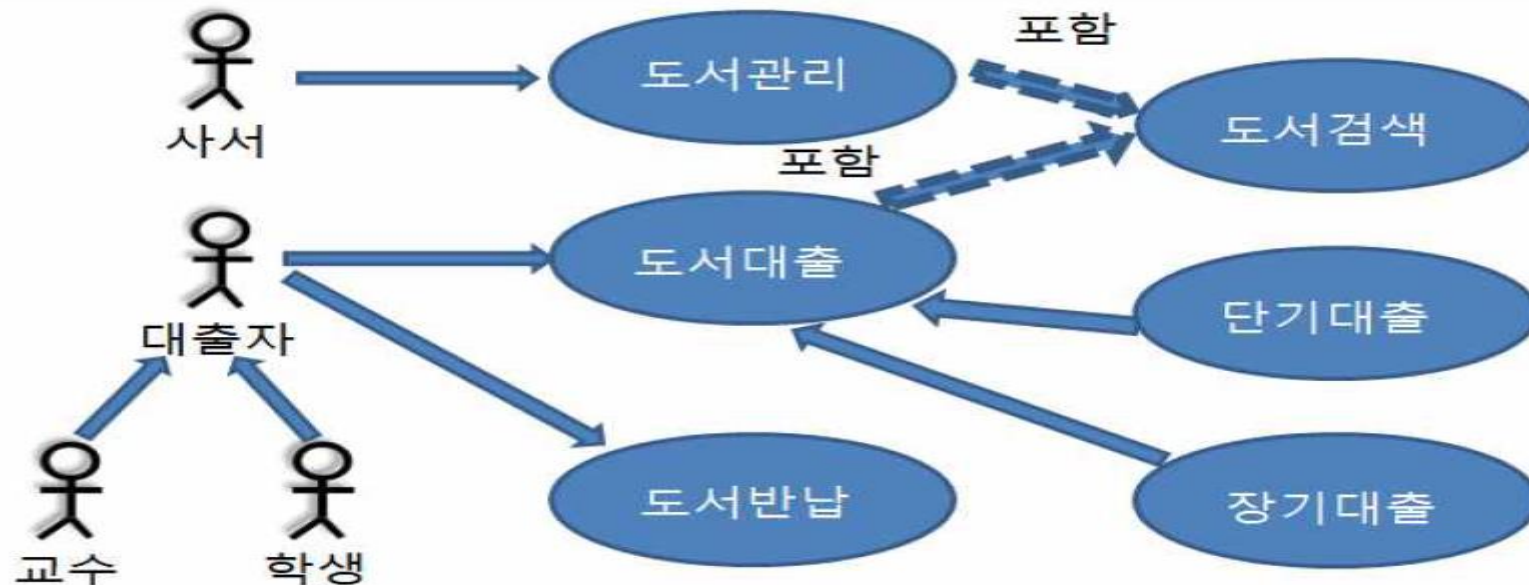 포함
도서관리
도서검색
사서
포함
도서대출
단기대출
대출자
도서반납
장기대출
교수
학생